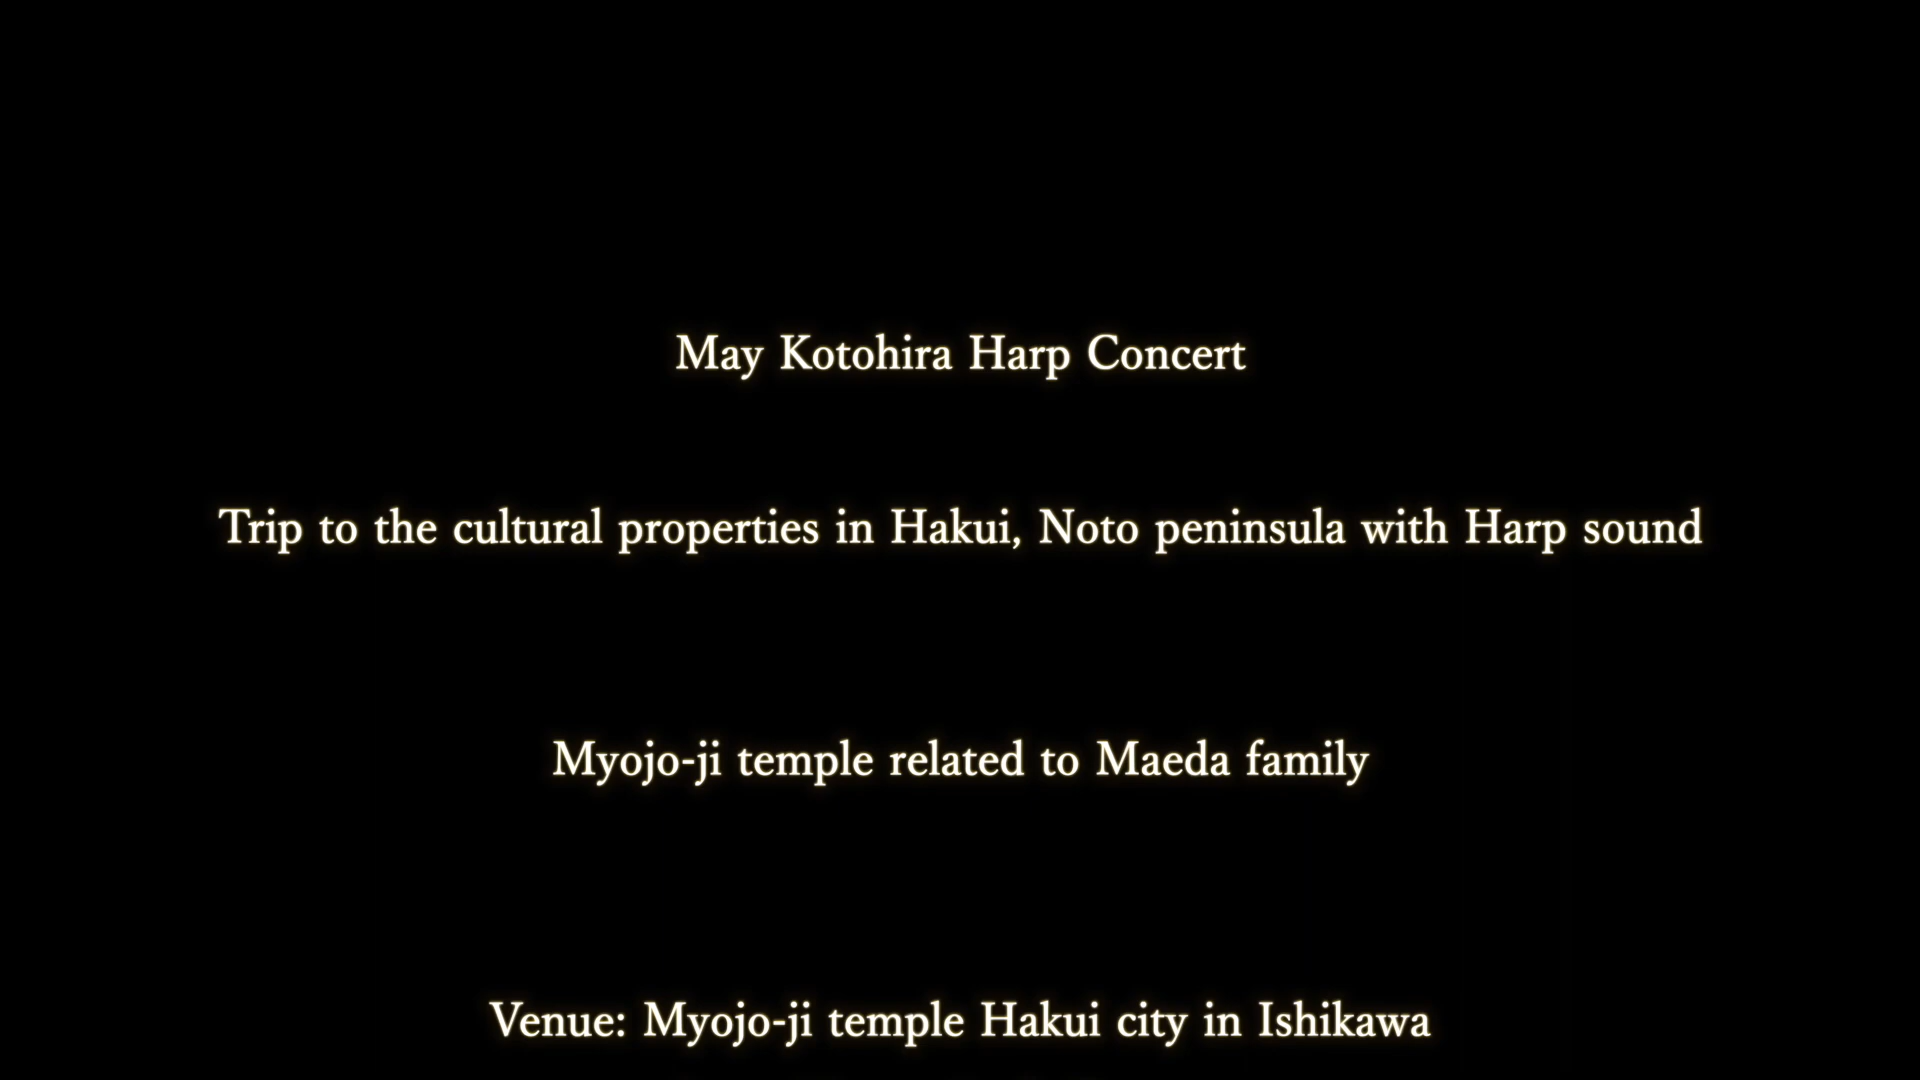 May Kotohira Harp Concert
Trip to the cultural properties in Hakui, Noto peninsula with Harp sound
Myojo-ji temple related to Maeda family
Venue: Myojo-ji temple Hakui city in Ishikawa